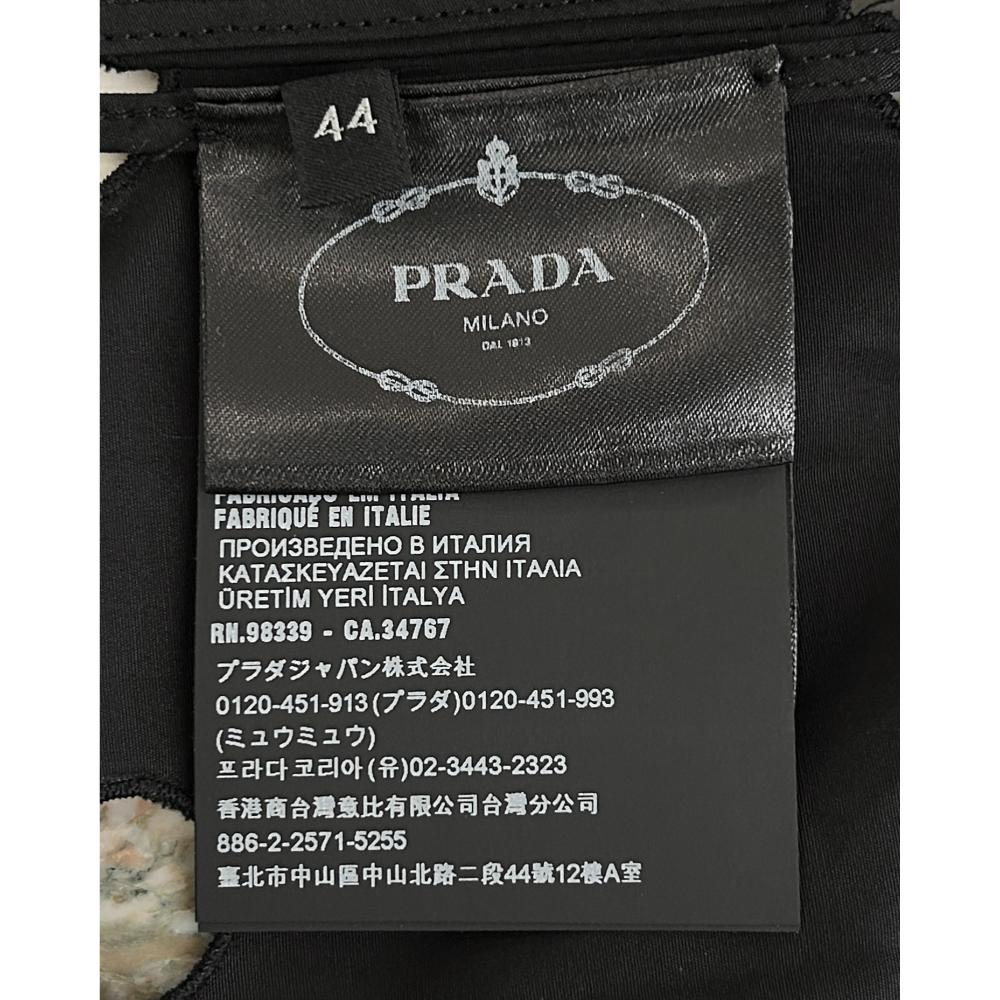 44
PRADA
MILANO
DAL 1913
FABRICADO EM ITALIA
FABRIQUÉ EN ITALIE
ПРОИЗВЕДЕНО В ИТАЛИЯ
ΚΑΤΑΣΚΕΥΑΖΕΤΑΙ ΣΤΗΝ ΙΤΑΛΙΑ
ÜRETİM YERİ İTALYA
RN.98339 - CA.34767
プラダジャパン株式会社
0120-451-913(プラダ)0120-451-993
(ミュウミュウ)
프라다코리아(유)02-3443-2323
香港商台灣意比有限公司台灣分公司
886-2-2571-5255
臺北市中山區中山北路二段44號12樓A室